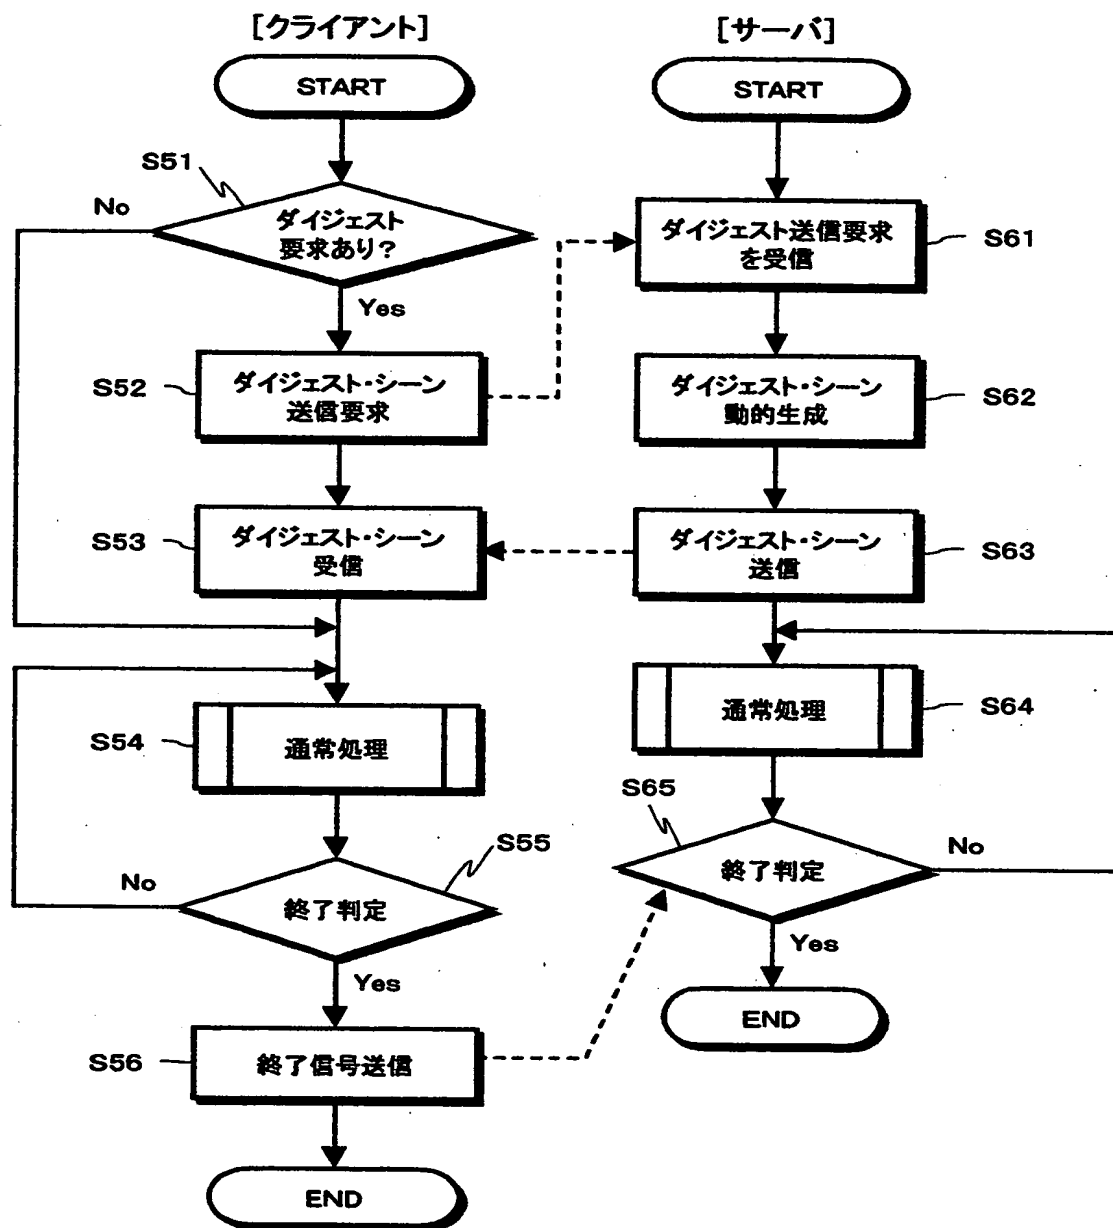 [クライアント]
START
S51
No
ダイジェスト
要求あり?
Yes
S52
ダイジェスト・シーン
送信要求
S53
ダイジェスト・シーン
受信
S54
通常処理
S55
No
終了判定
Yes
S56
終了信号送信
END
[サーバ]
START
ダイジェスト送信要求
を受信
S61
ダイジェスト・シーン
動的生成
S62
ダイジェスト・シーン
送信
S63
通常処理
S64
S65
終了判定
No
Yes
END